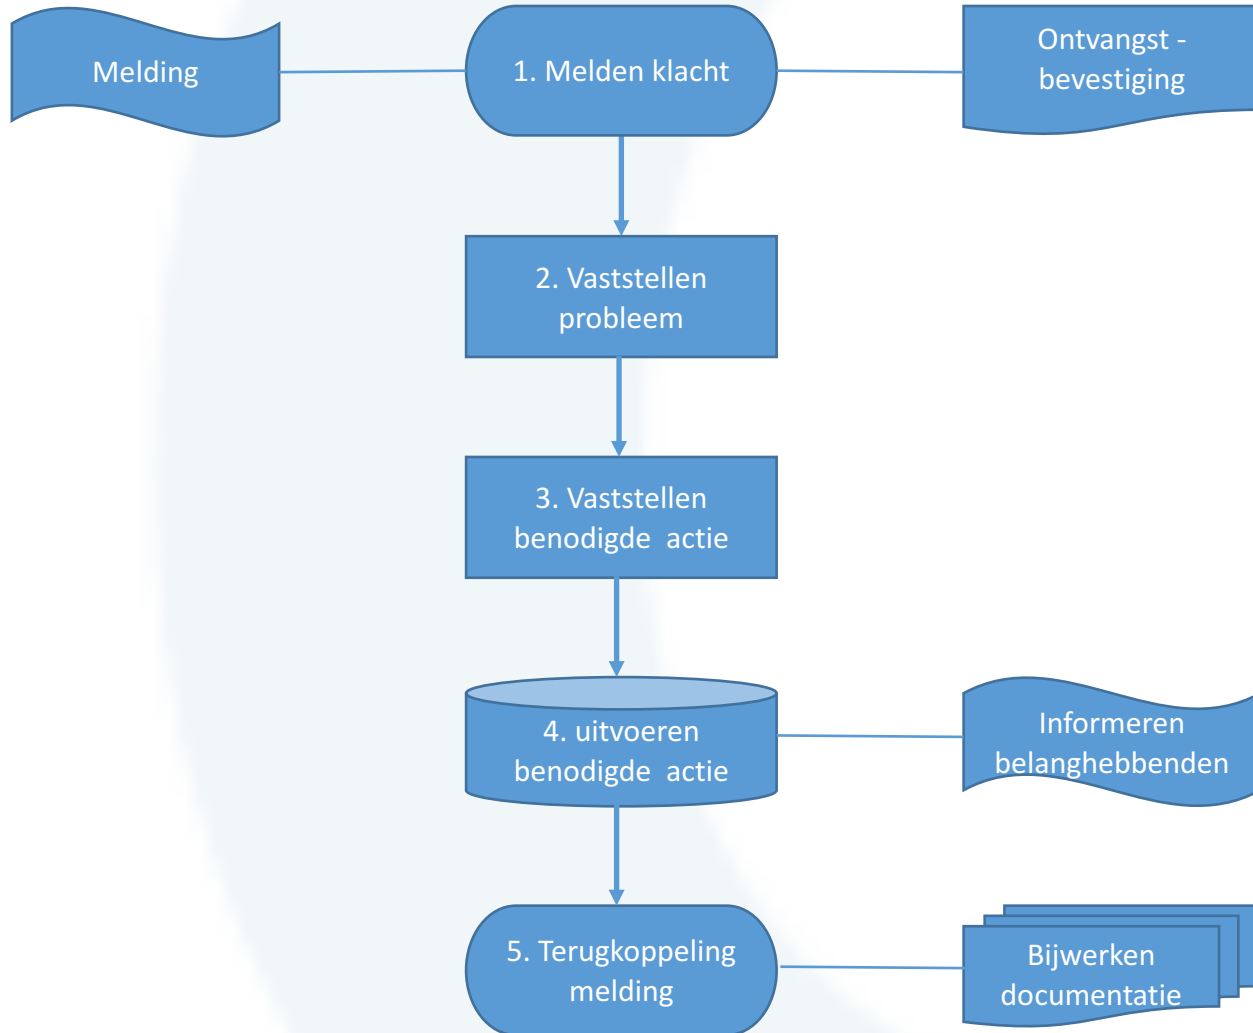 Melding
1. Melden klacht
Ontvangst -
bevestiging
2. Vaststellen
probleem
3. Vaststellen
benodigde  actie
4. uitvoeren
benodigde  actie
Informeren
belanghebbenden
5. Terugkoppeling
melding
Bijwerken
documentatie